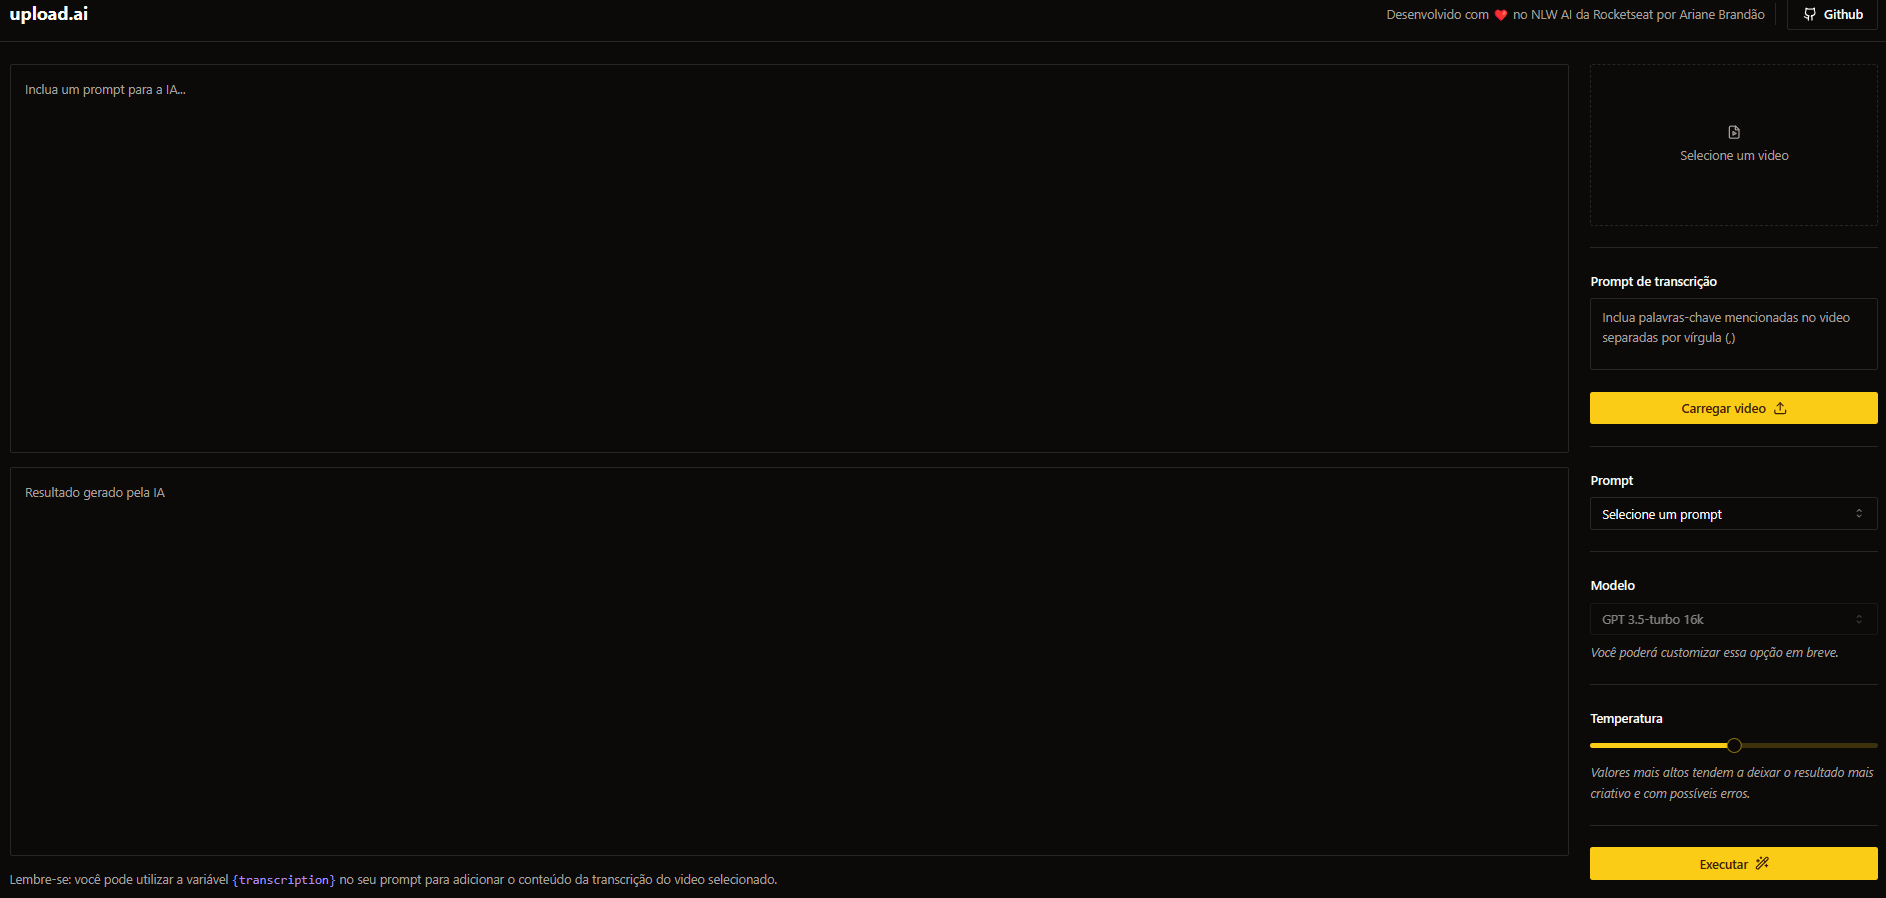 upload.ai
Desenvolvido com ❤️ no NLW AI da Rocketseat por Ariane Brandão
Github
Inclua um prompt para a IA...
Resultado gerado pela IA
Lembre-se: você pode utilizar a variável {transcription} no seu prompt para adicionar o conteúdo da transcrição do video selecionado.
Selecione um video
Prompt de transcrição
Inclua palavras-chave mencionadas no video
separadas por vírgula (,)
Carregar video
Prompt
Selecione um prompt
Modelo
GPT 3.5-turbo 16k
Você poderá customizar essa opção em breve.
Temperatura
Valores mais altos tendem a deixar o resultado mais
criativo e com possíveis erros.
Executar